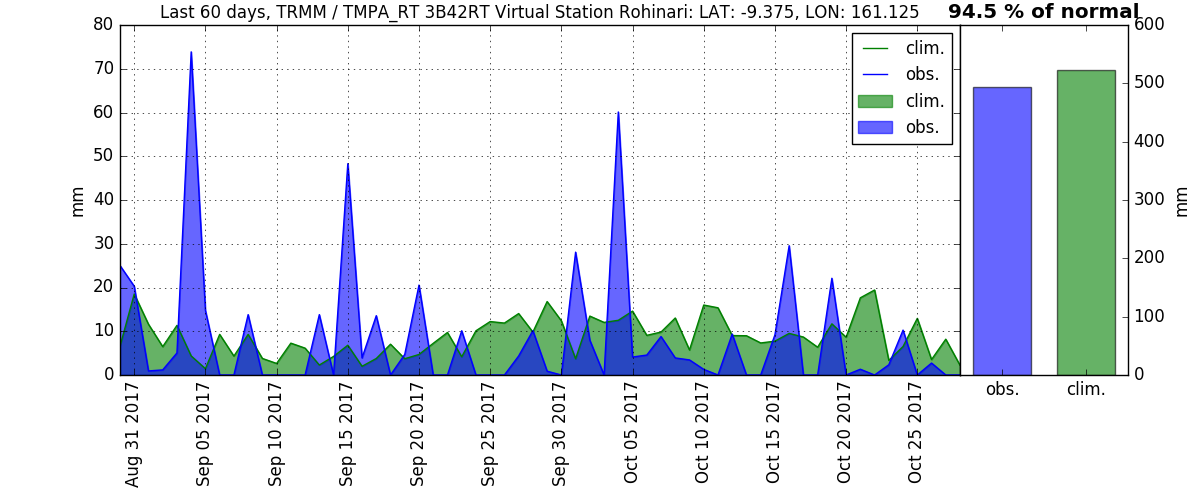 Last 60 days, TRMM / TMPA_RT 3B42RT Virtual Station Rohinari: LAT: -9.375, LON: 161.125
94.5 % of normal
80
70
60
50
40
30
20
10
0
mm
clim.
obs.
clim.
obs.
Aug 31 2017
Sep 05 2017
Sep 10 2017
Sep 15 2017
Sep 20 2017
Sep 25 2017
Sep 30 2017
Oct 05 2017
Oct 10 2017
Oct 15 2017
Oct 20 2017
Oct 25 2017
600
500
400
300
200
100
0
mm
obs.
clim.